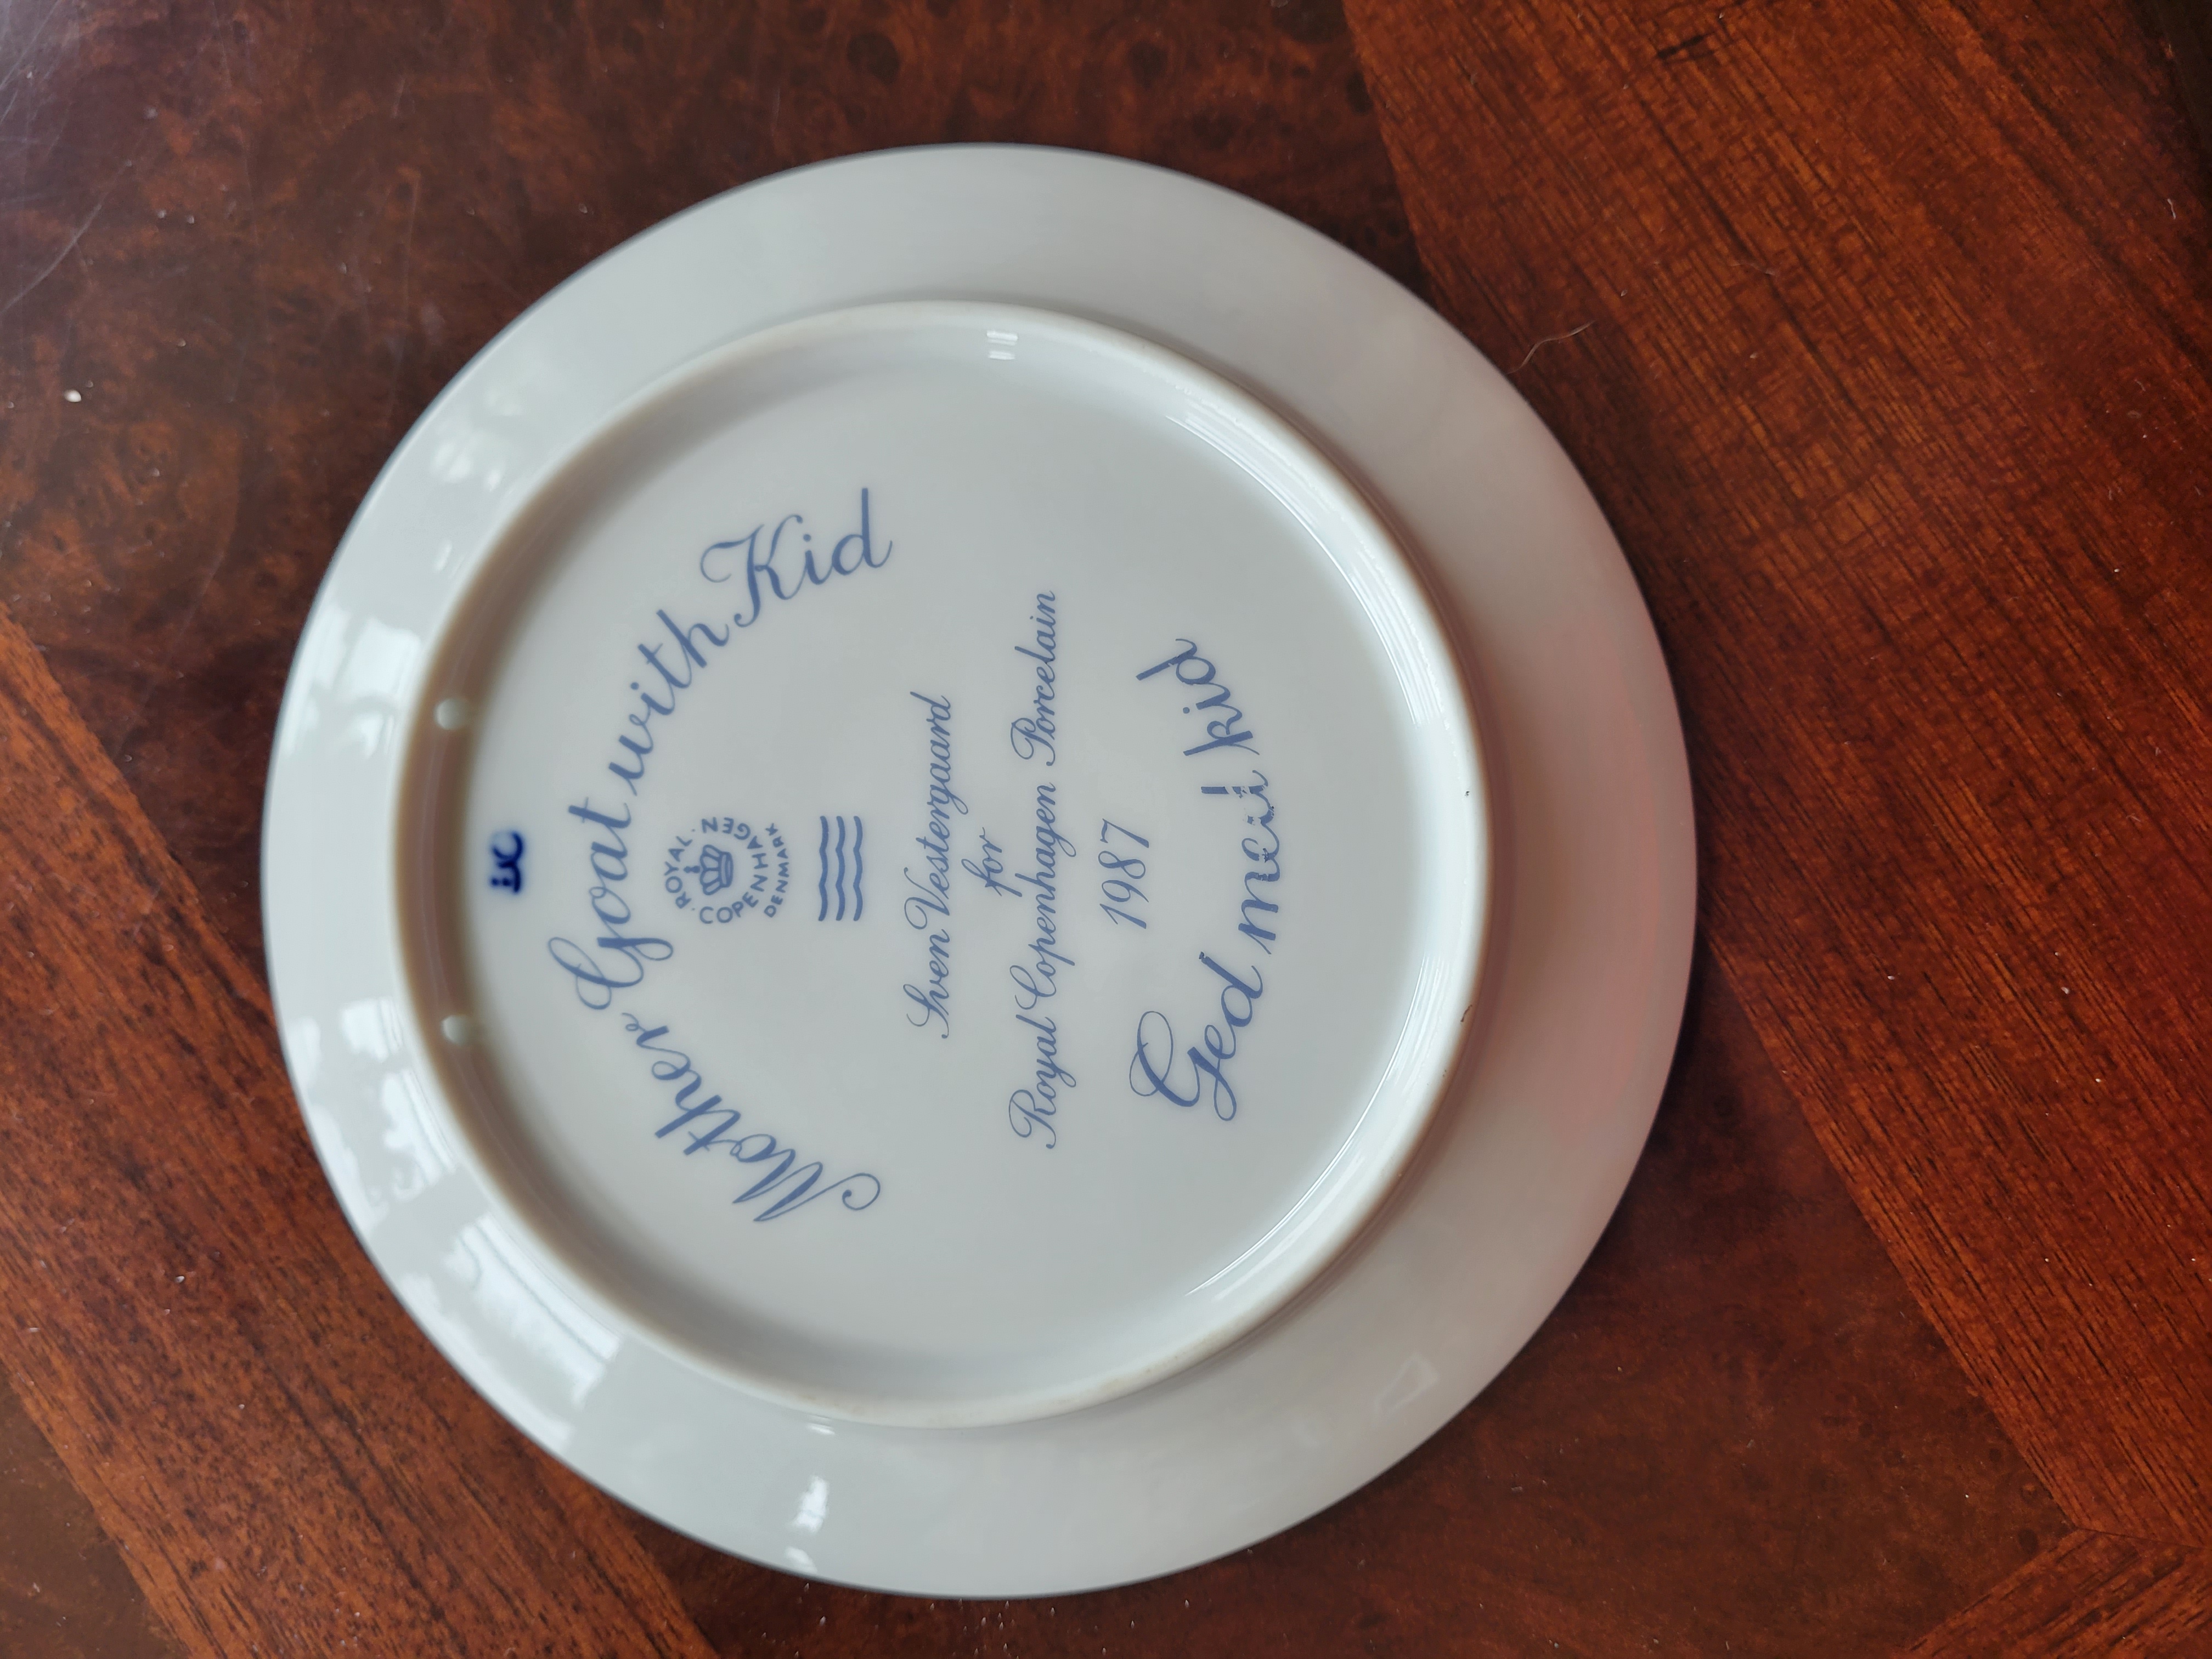 Mother Goat with Kid
ROYAL COPENHAGEN
DENMARK
Sven Vestergaard
for
Royal Copenhagen Porcelain
1987
Ged med kid